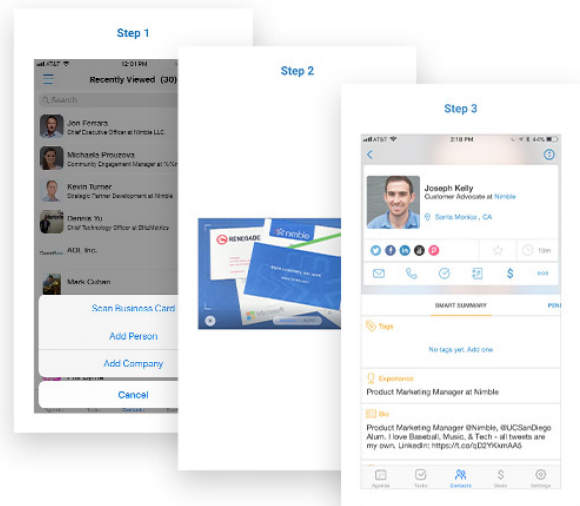 Step 1
AT&T 12:01 PM
Recently Viewed (30)
Search
Jon Ferrara
Chief Executive Officer at Nimble LLC
Michaela Prouzova
Community Engagement Manager at
Kevin Turner
Strategic Partner Development at Nimble
Dennis Yu
Chief Technology Officer at BlitzMetrics
ADL Inc.
Mark Cuban
Scan Business Card
Add Person
Add Company
Cancel
Contacts
Step 2
RENEGADE
nimble
Microsoft
Step 3
AT&T 2:18 PM 44%
Joseph Kelly
Customer Advocate at Nimble
Santa Monica , CA
10m
SMART SUMMARY
Tags
No tags yet. Add one
Experience
Product Marketing Manager at Nimble
Bio
Product Marketing Manager @Nimble, @UCSanDiego
Alum. I love Baseball, Music, & Tech - all tweets are
my own. LinkedIn: https://t.co/qD2YKkmAA5
Agenda Tasks Contacts Deals Settings